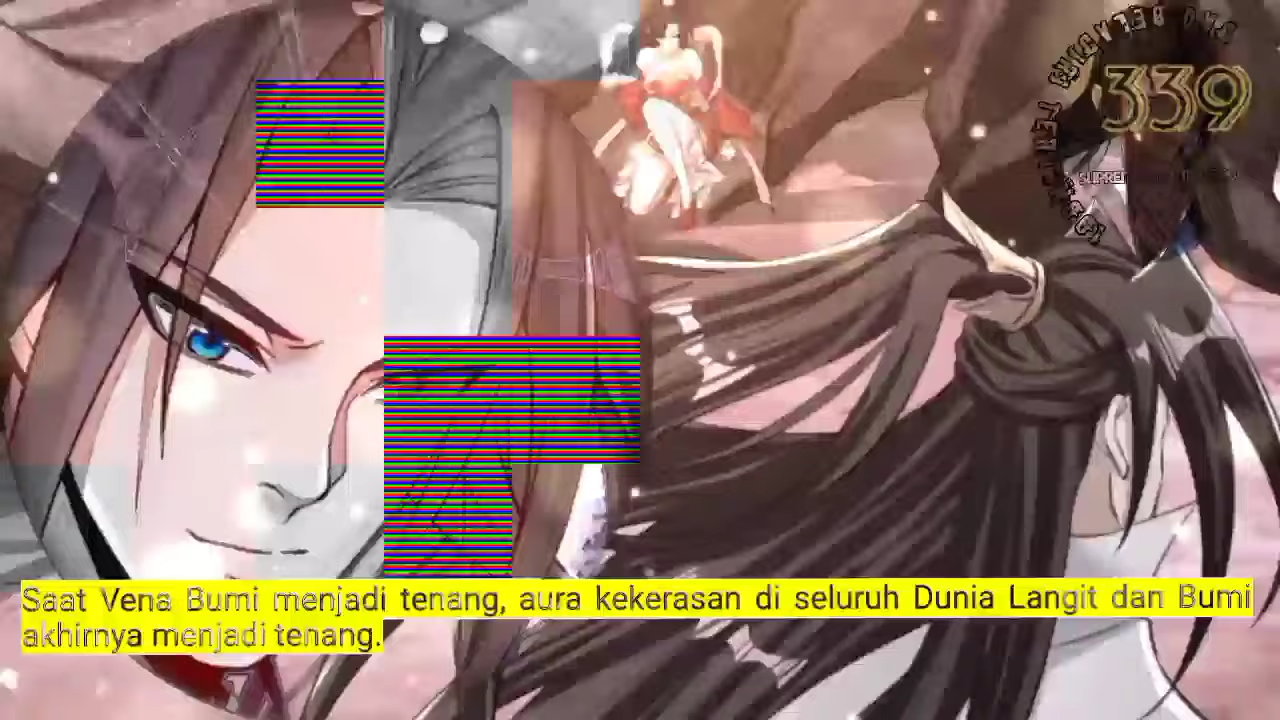 339
Saat Vena Bumi menjadi tenang, aura kekerasan di seluruh Dunia Langit dan Bumi
akhirnya menjadi tenang.